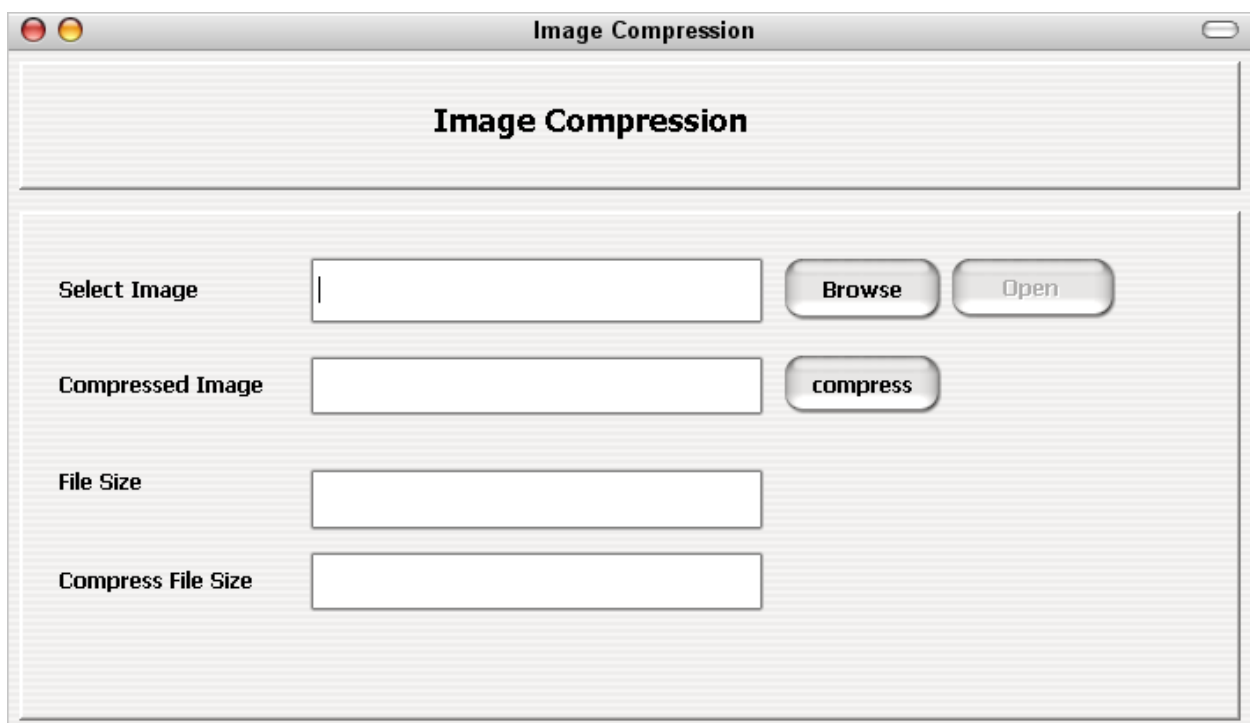 Image Compression
Image Compression
Select Image
Browse
Open
Compressed Image
compress
File Size
Compress File Size